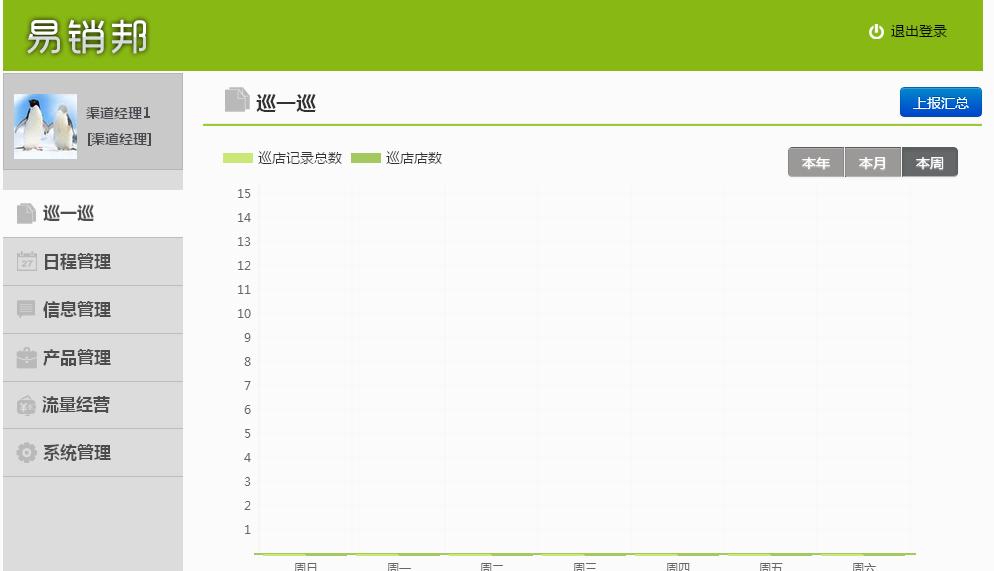 易销邦
退出登录
渠道经理1
[渠道经理]
巡一巡
日程管理
27
信息管理
产品管理
流量经营
系统管理
巡一巡
上报汇总
巡店记录总数 巡店店数
本年 本月 本周
15
14
13
12
11
10
9
8
7
6
5
4
3
2
1
周日 周一 周二 周三 周四 周五 周六